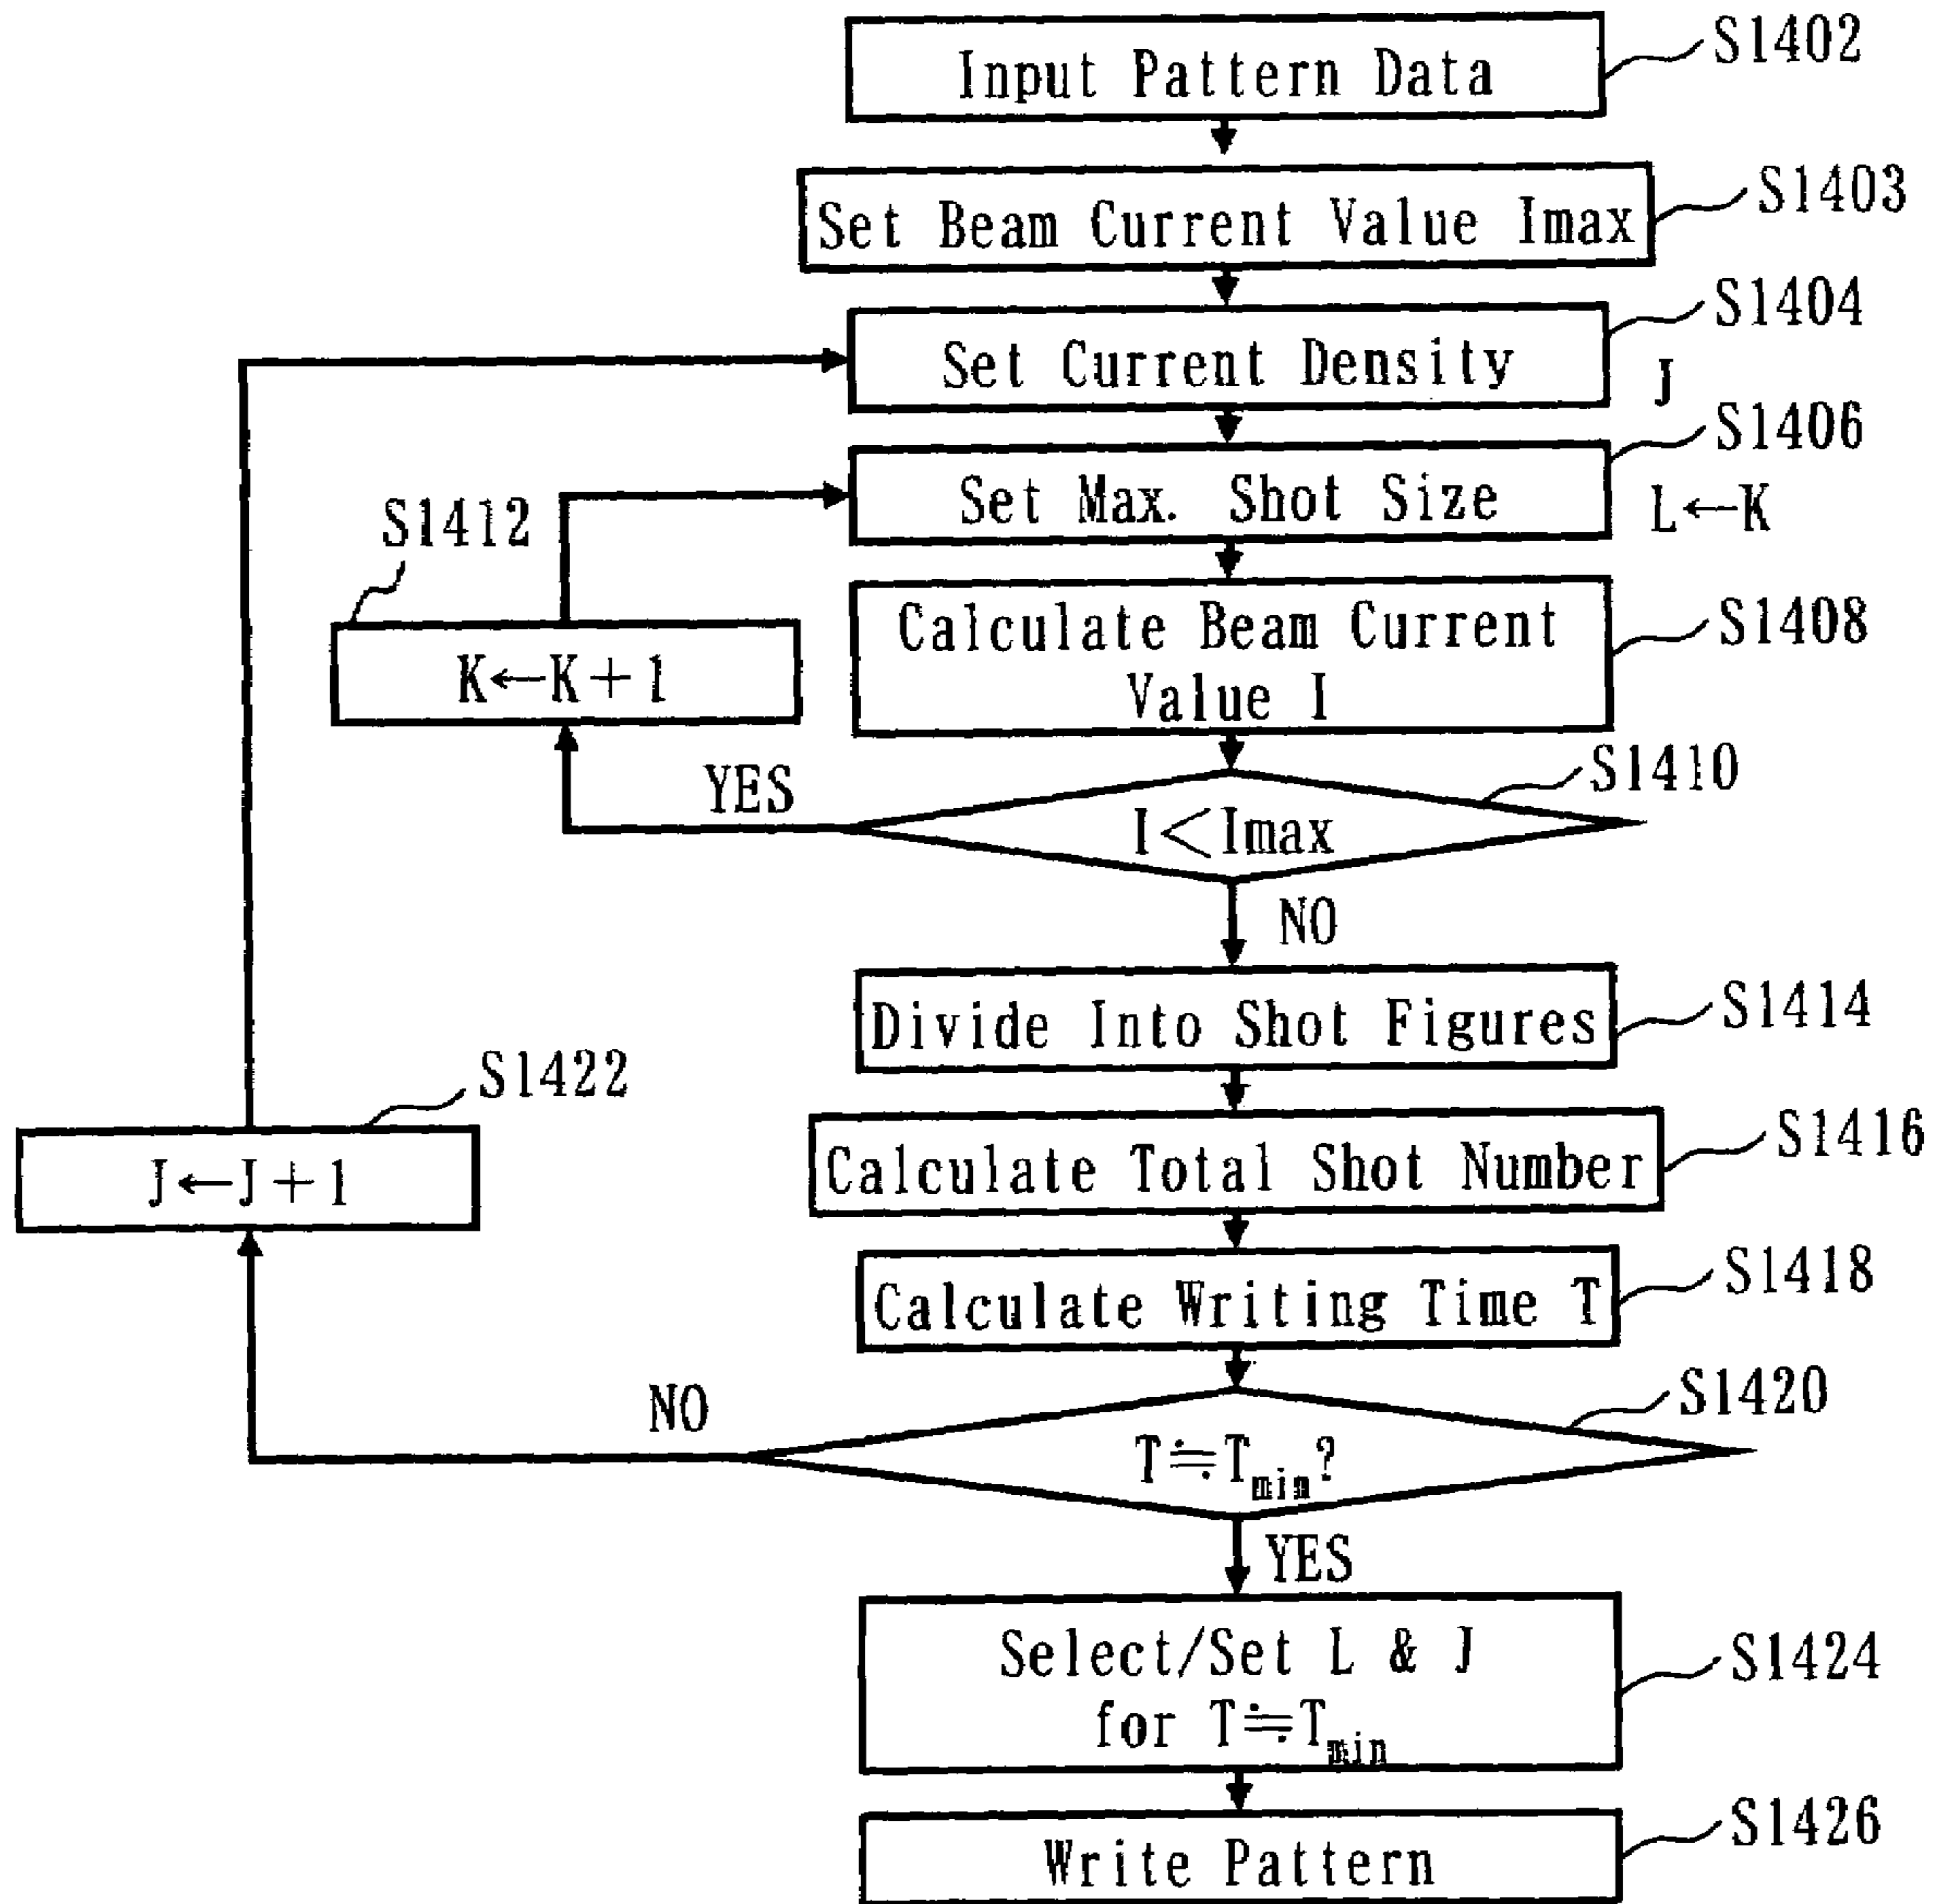 Input Pattern Data
S1402
Set Beam Current Value Imax
S1403
Set Current Density
S1404
J
Set Max. Shot Size
S1406
L←K
S1412
K←K+1
Calculate Beam Current
Value I
S1408
YES
I<Imax
S1410
NO
Divide Into Shot Figures
S1414
S1422
J←J+1
Calculate Total Shot Number
S1416
Calculate Writing Time T
S1418
NO
T≒Tmin?
S1420
YES
Select/Set L & J
for T≒Tmin
S1424
Write Pattern
S1426